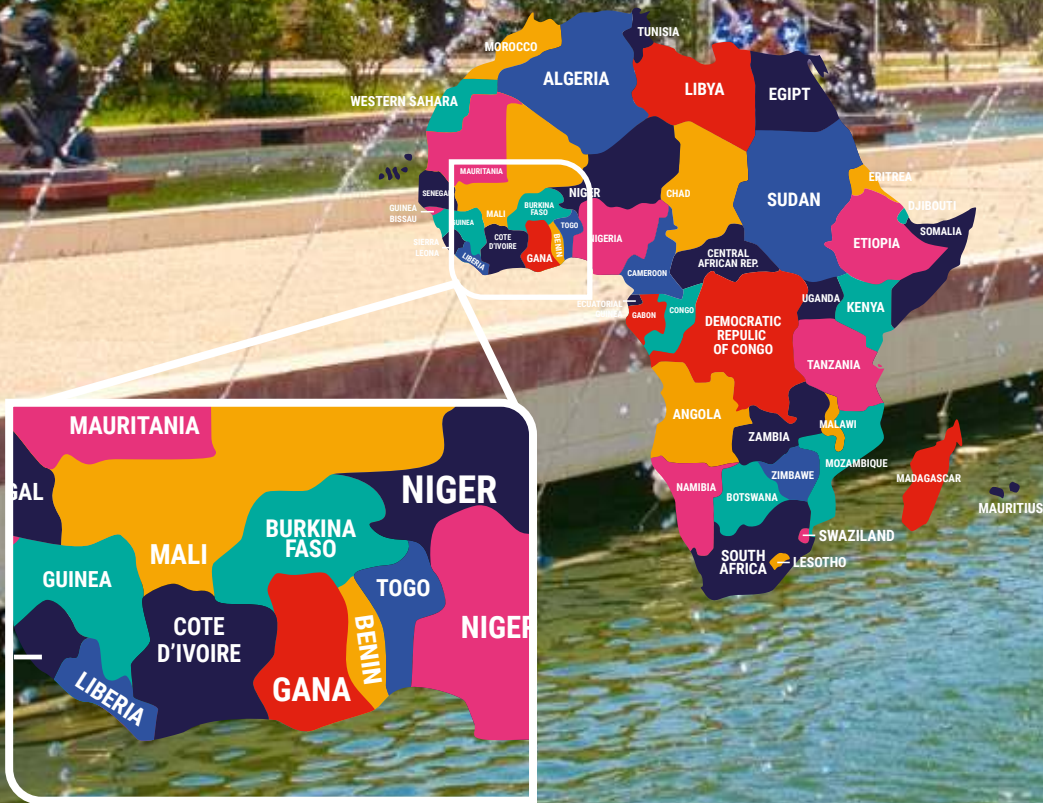 TUNISIA
MOROCCO
ALGERIA
LIBYA
EGIPT
WESTERN SAHARA
MAURITANIA
SENEGAL
NIGER
CHAD
SUDAN
ERITREA
DJIBOUTI
GUINEA
BISSAU
GUINEA
MALI
BURKINA
FASO
TOGO
BENIN
NIGERIA
ETIOPIA
SOMALIA
SIERRA
LEONA
LIBERIA
COTE
D'IVOIRE
GANA
CAMEROON
CENTRAL
AFRICAN REP.
ECUATORIAL
GABON
CONGO
DEMOCRATIC
REPULIC
OF CONGO
UGANDA
KENYA
TANZANIA
ANGOLA
ZAMBIA
MALAWI
MOZAMBIQUE
ZIMBAWE
NAMIBIA
BOTSWANA
MADAGASCAR
MAURITIUS
SWAZILAND
SOUTH
AFRICA
LESOTHO
MAURITANIA
GAL
NIGER
BURKINA
FASO
MALI
GUINEA
TOGO
COTE
D'IVOIRE
BENIN
NIGER
LIBERIA
GANA